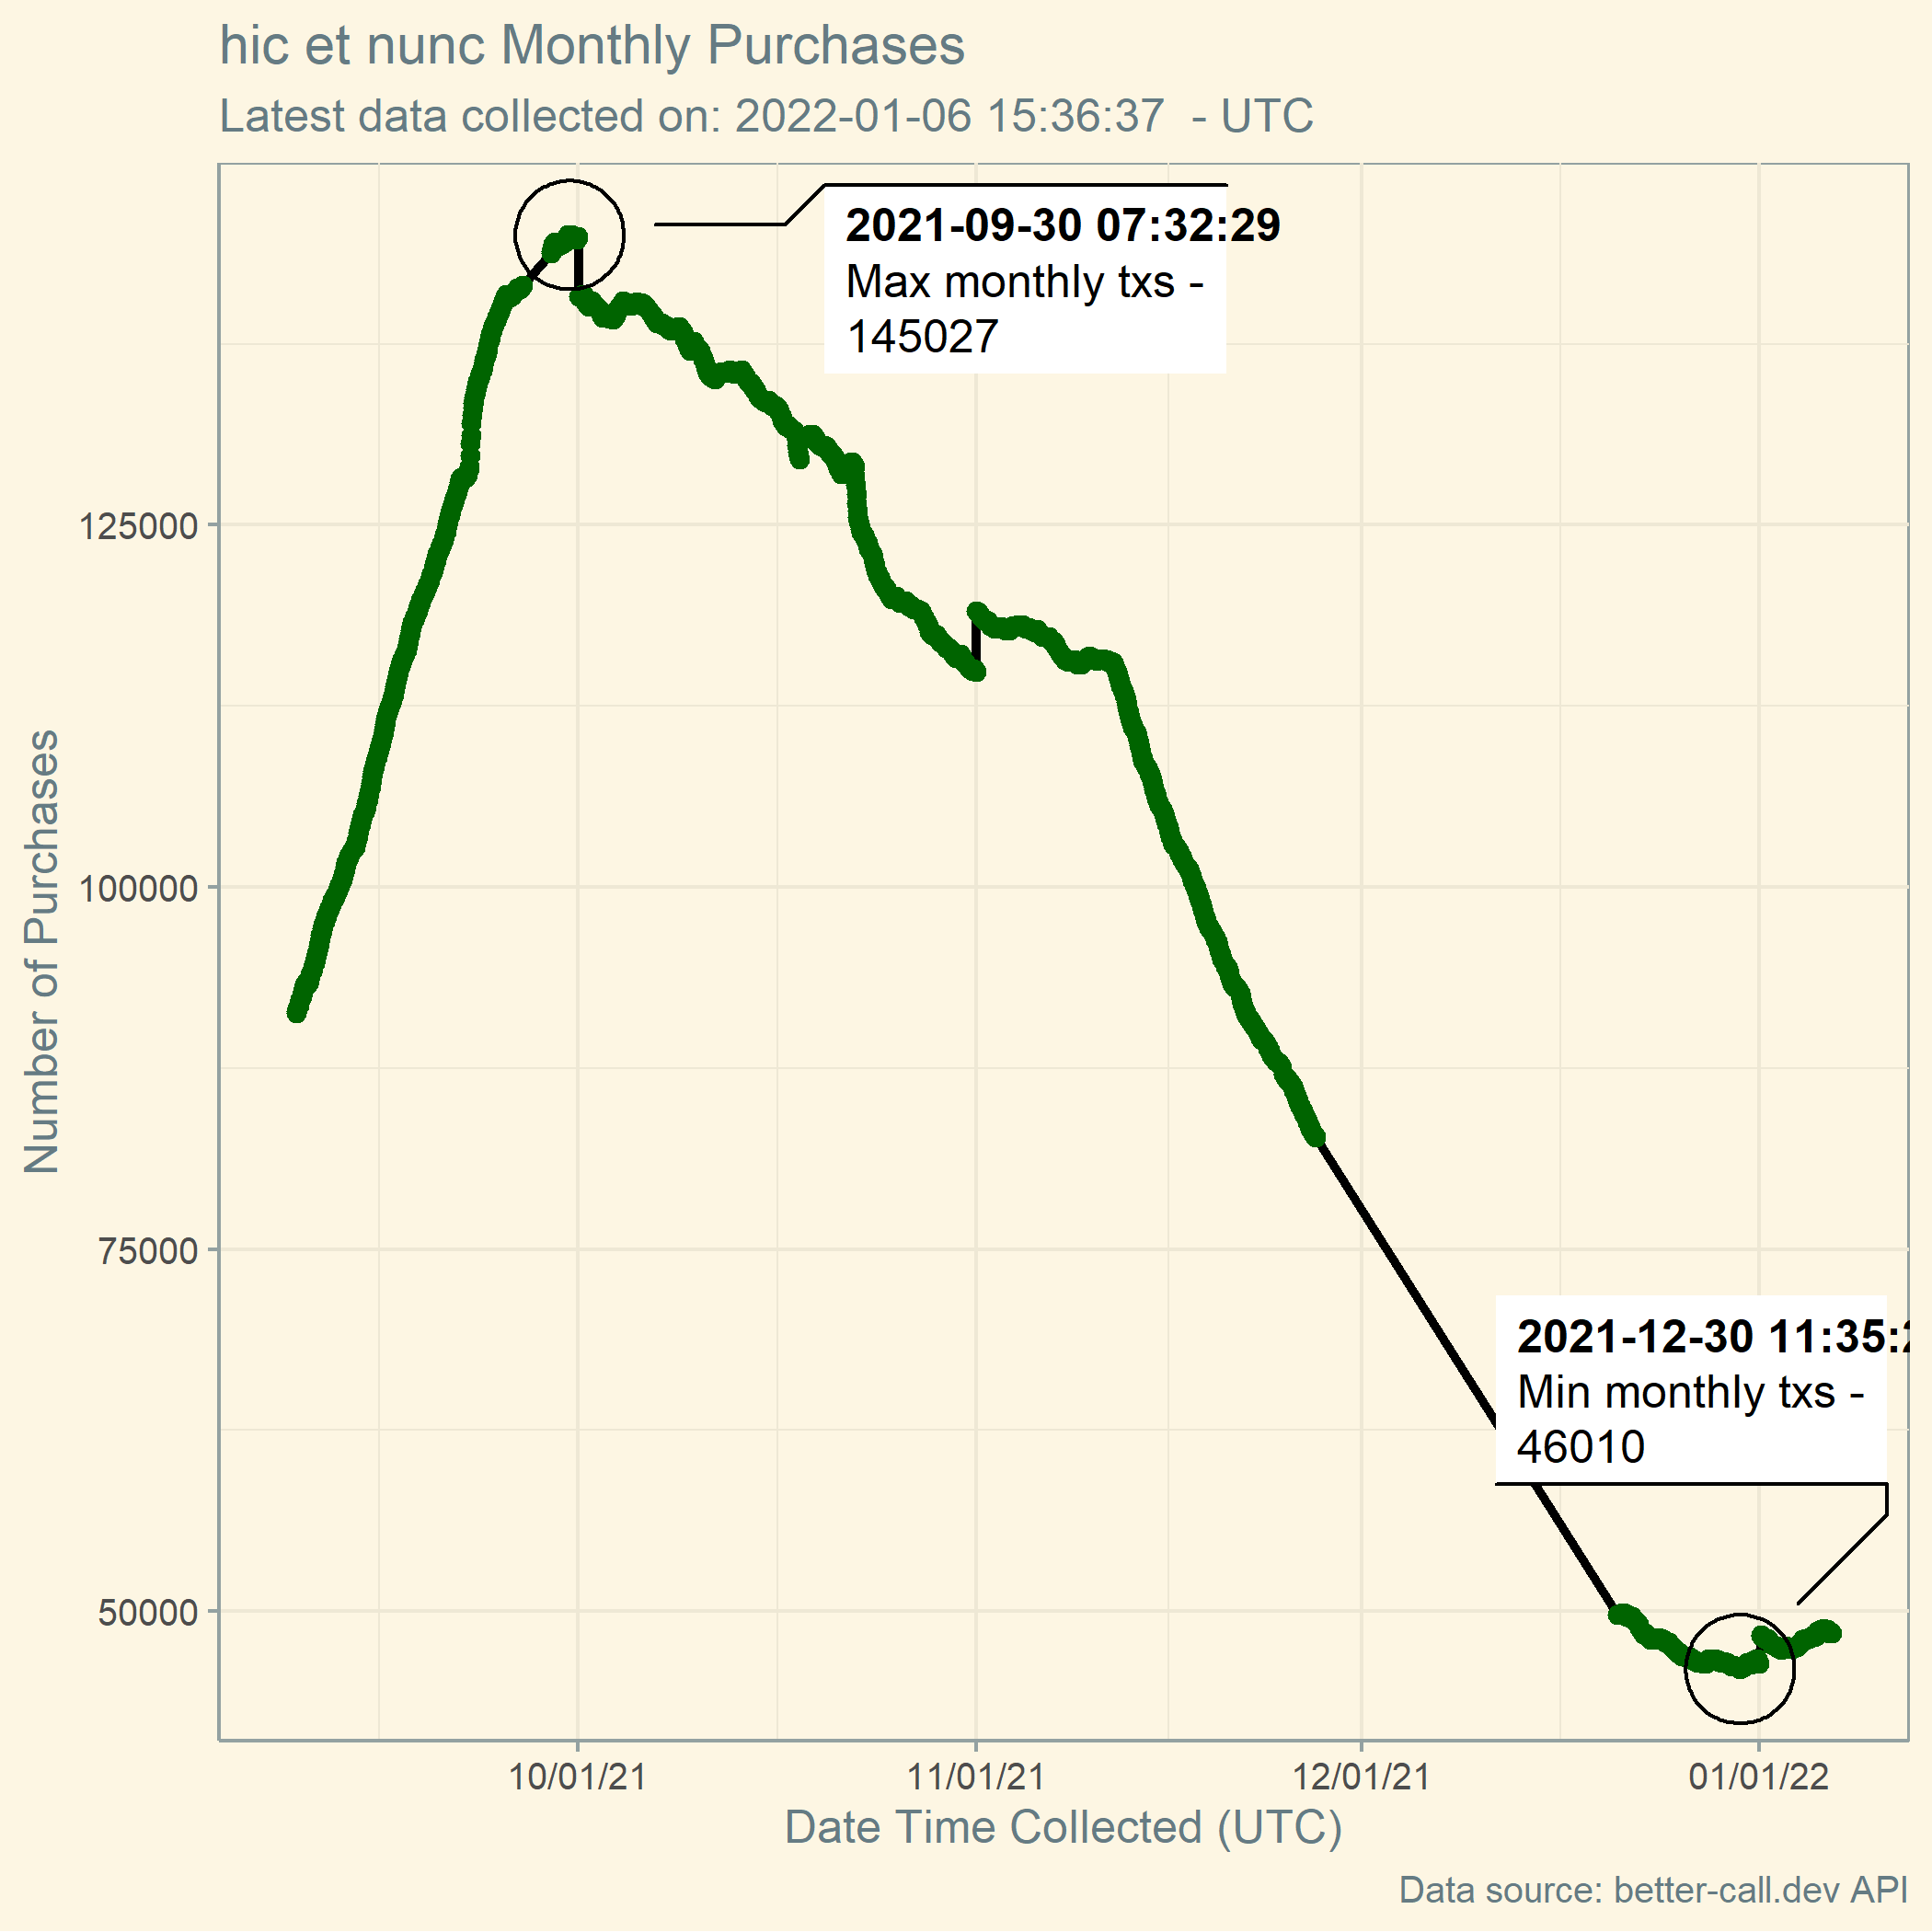 hic et nunc Monthly Purchases
Latest data collected on: 2022-01-06 15:36:37 - UTC
2021-09-30 07:32:29
Max monthly txs -
145027
Number of Purchases
125000
100000
75000
50000
2021-12-30 11:35:2
Min monthly txs -
46010
10/01/21
11/01/21
12/01/21
01/01/22
Date Time Collected (UTC)
Data source: better-call.dev API